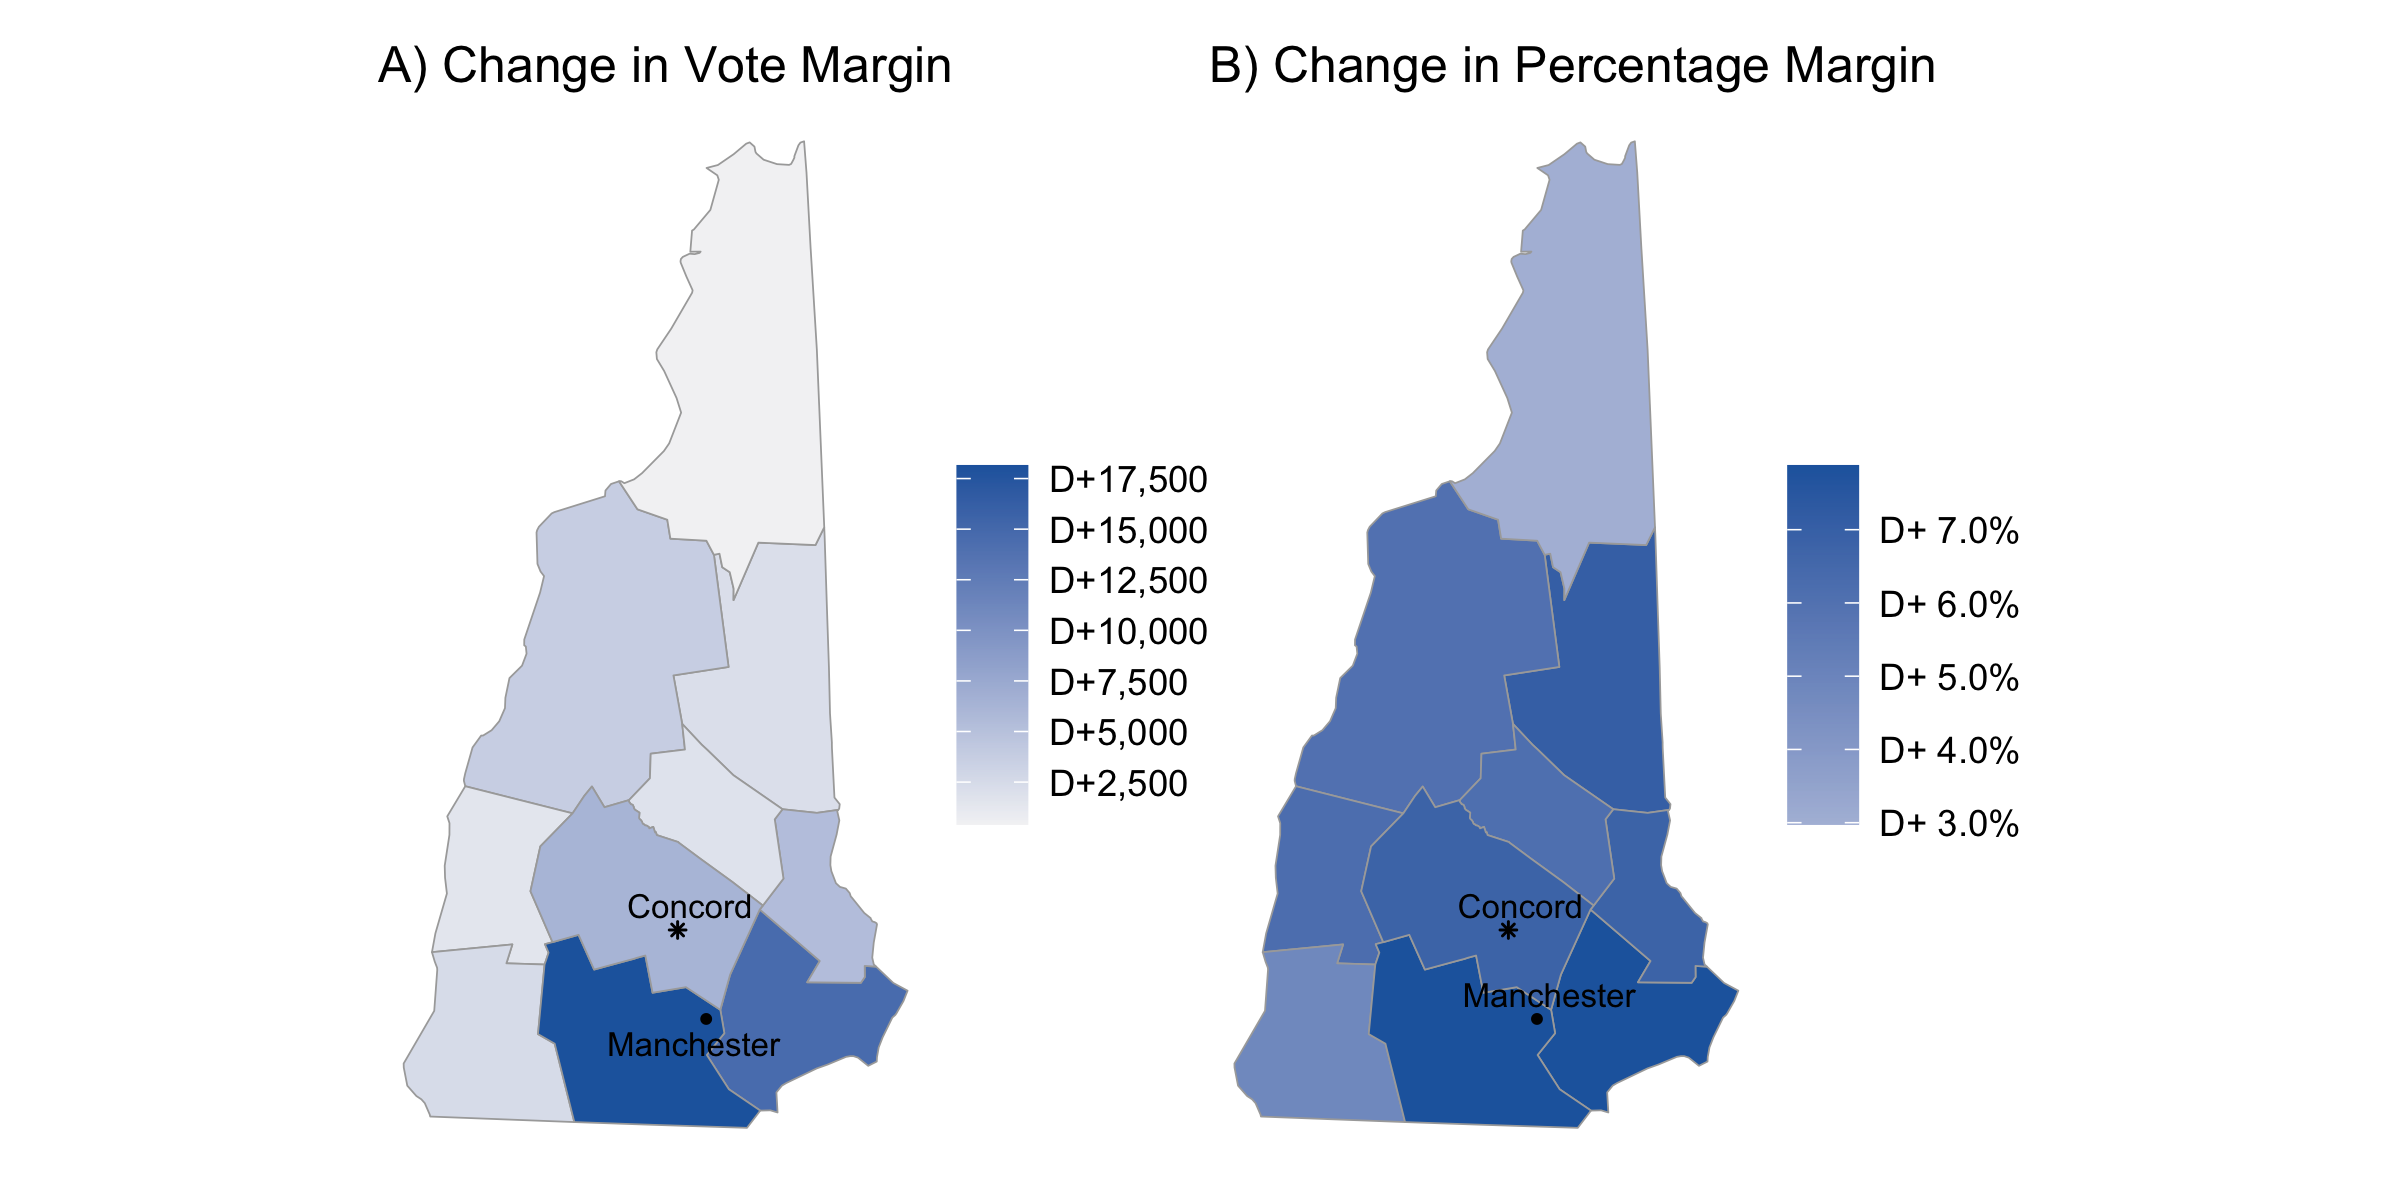 A) Change in Vote Margin
D+17,500
D+15,000
D+12,500
D+10,000
D+7,500
D+5,000
D+2,500
Concord
Manchester
B) Change in Percentage Margin
D+ 7.0%
D+ 6.0%
D+ 5.0%
D+ 4.0%
D+ 3.0%
Concord
Manchester